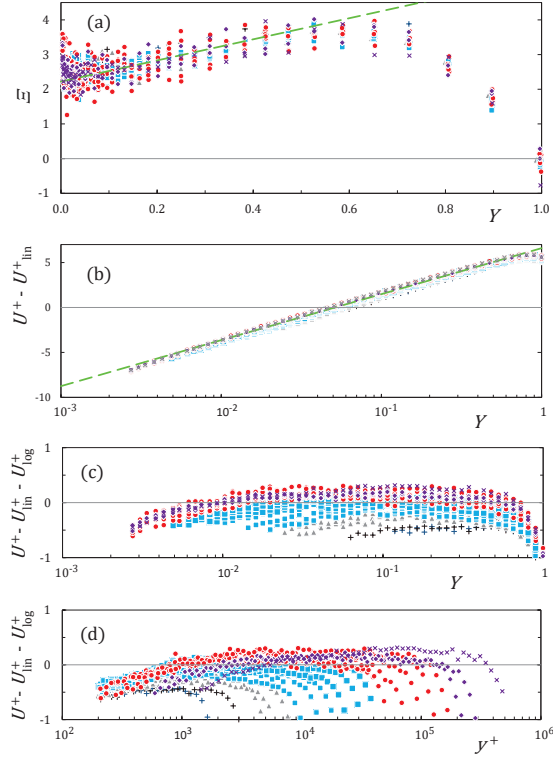 (a)
Ξ
4
3
2
1
0
-1
0.0 0.2 0.4 0.6 0.8 1.0
Y
(b)
U⁺ - U⁺lin
5
0
-5
-10
10⁻³ 10⁻² 10⁻¹ 1
Y
(c)
U⁺ - U⁺lin - U⁺log
1
0
-1
10⁻³ 10⁻² 10⁻¹ 1
Y
(d)
U⁺- U⁺lin - U⁺log
1
0
-1
10² 10³ 10⁴ 10⁵ 10⁶
y⁺